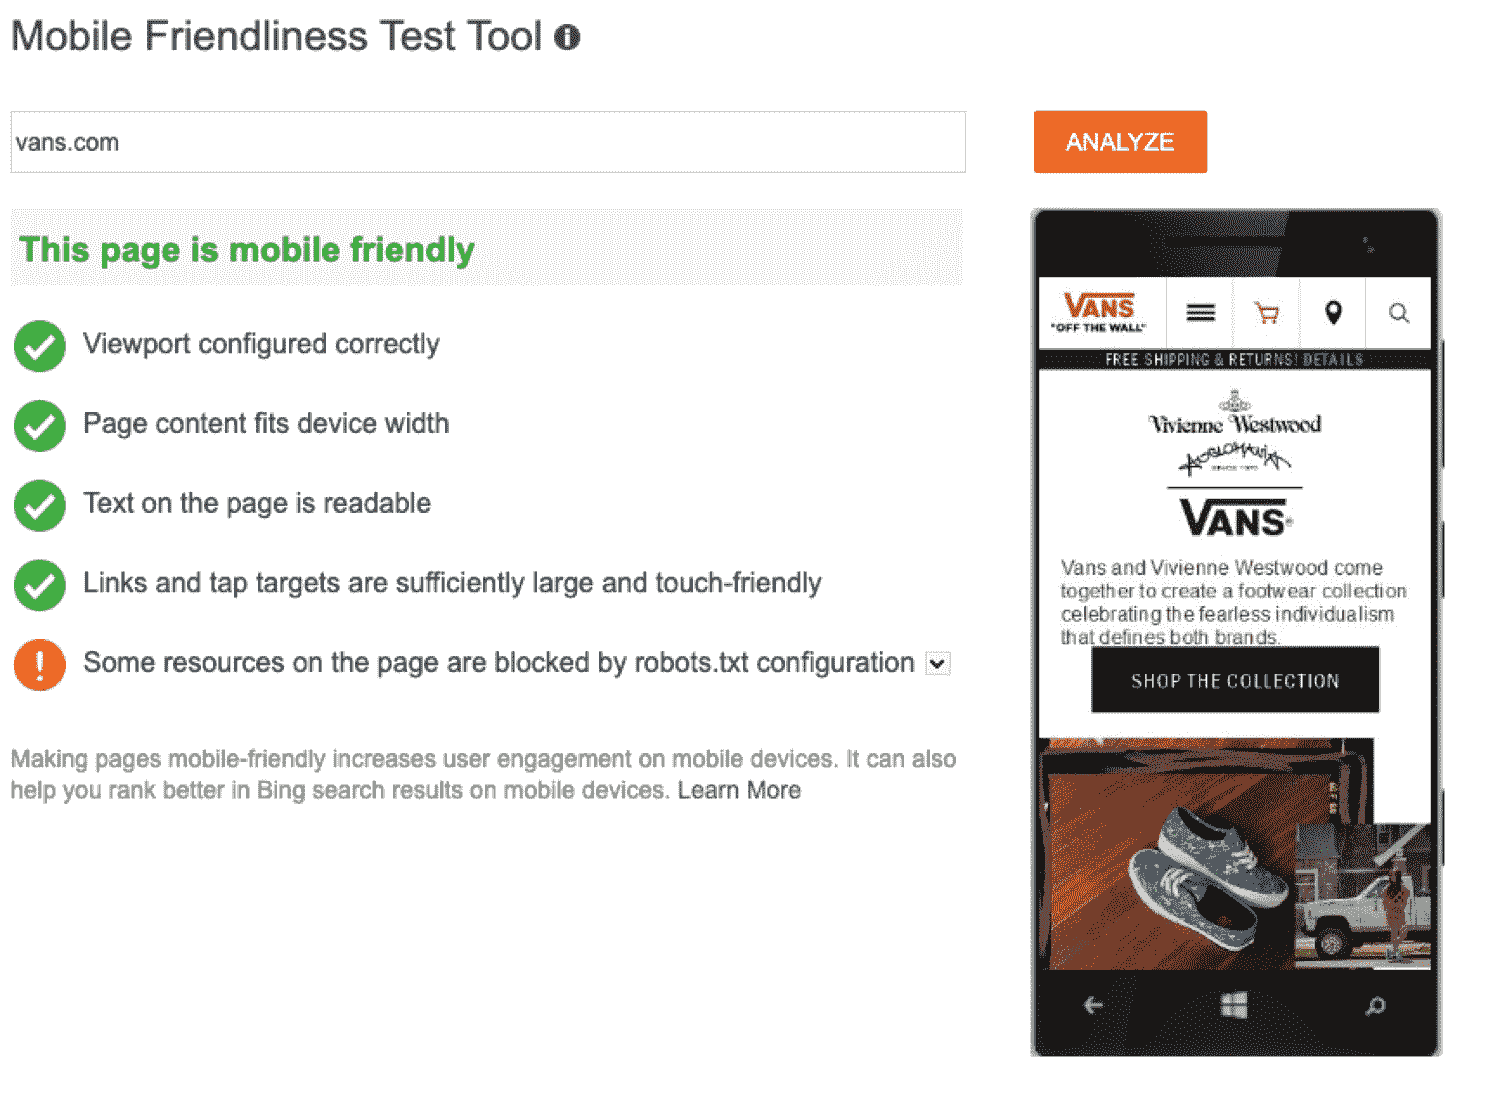 Mobile Friendliness Test Tool
vans.com
ANALYZE
This page is mobile friendly
Viewport configured correctly
Page content fits device width
Text on the page is readable
Links and tap targets are sufficiently large and touch-friendly
Some resources on the page are blocked by robots.txt configuration
Making pages mobile-friendly increases user engagement on mobile devices. It can also
help you rank better in Bing search results on mobile devices. Learn More
VANS
"OFF THE WALL"
FREE SHIPPING & RETURNS! DETAILS
Vivienne Westwood
ANGLOMANIA
VANS
Vans and Vivienne Westwood come
together to create a footwear collection
celebrating the fearless individualism
that defines both brands.
SHOP THE COLLECTION